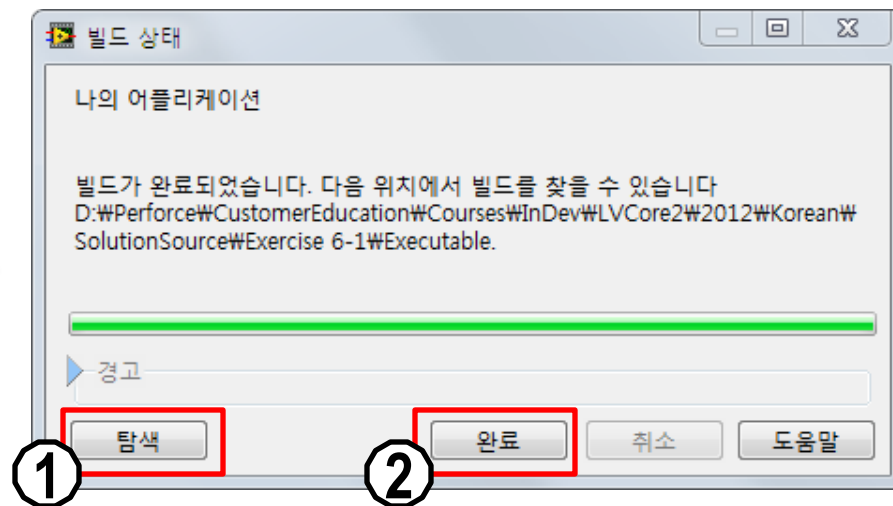 빌드 상태
나의 어플리케이션
빌드가 완료되었습니다. 다음 위치에서 빌드를 찾을 수 있습니다
D:₩Perforce₩CustomerEducation₩Courses₩InDev₩LVCore2₩2012₩Korean₩
SolutionSource₩Exercise 6-1₩Executable.
경고
탐색 완료 취소 도움말
1 2